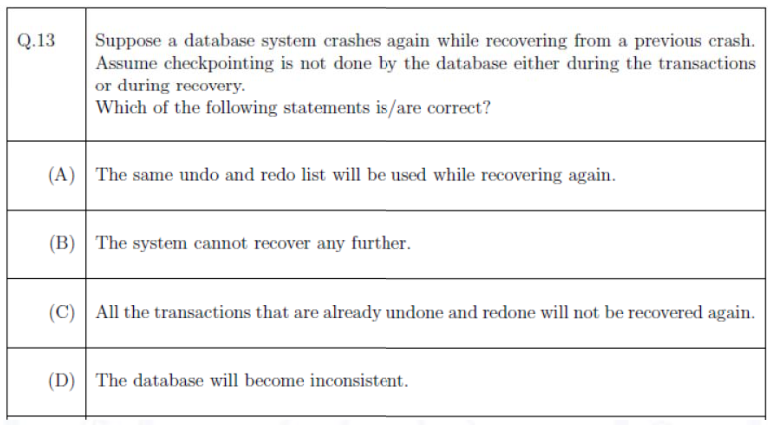 Q.13 Suppose a database system crashes again while recovering from a previous crash.
Assume checkpointing is not done by the database either during the transactions
or during recovery.
Which of the following statements is/are correct?
(A) The same undo and redo list will be used while recovering again.
(B) The system cannot recover any further.
(C) All the transactions that are already undone and redone will not be recovered again.
(D) The database will become inconsistent.